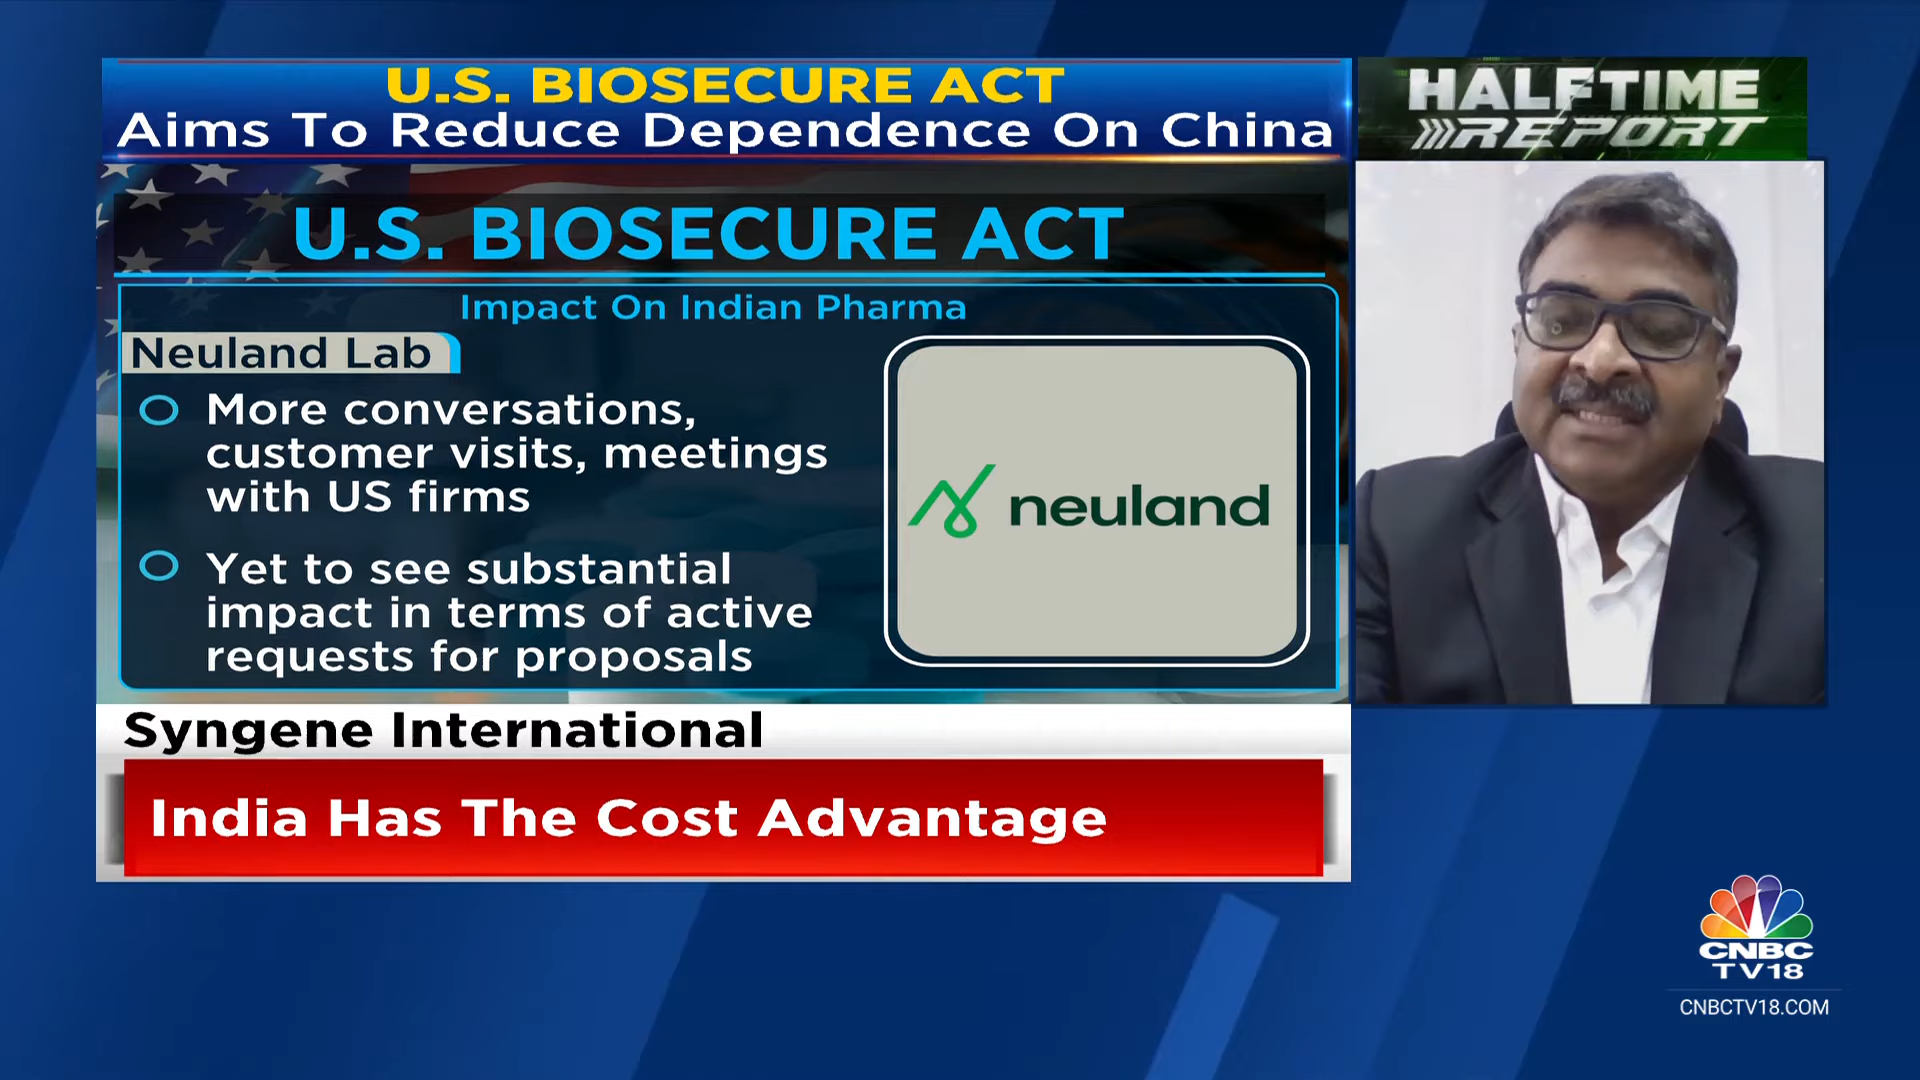 U.S. BIOSECURE ACT
Aims To Reduce Dependence On China
HALFTIME
REPORT
U.S. BIOSECURE ACT
Impact On Indian Pharma
Neuland Lab
More conversations,
customer visits, meetings
with US firms
Yet to see substantial
impact in terms of active
requests for proposals
neuland
Syngene International
India Has The Cost Advantage
CNBC
TV18
CNBCTV18.COM